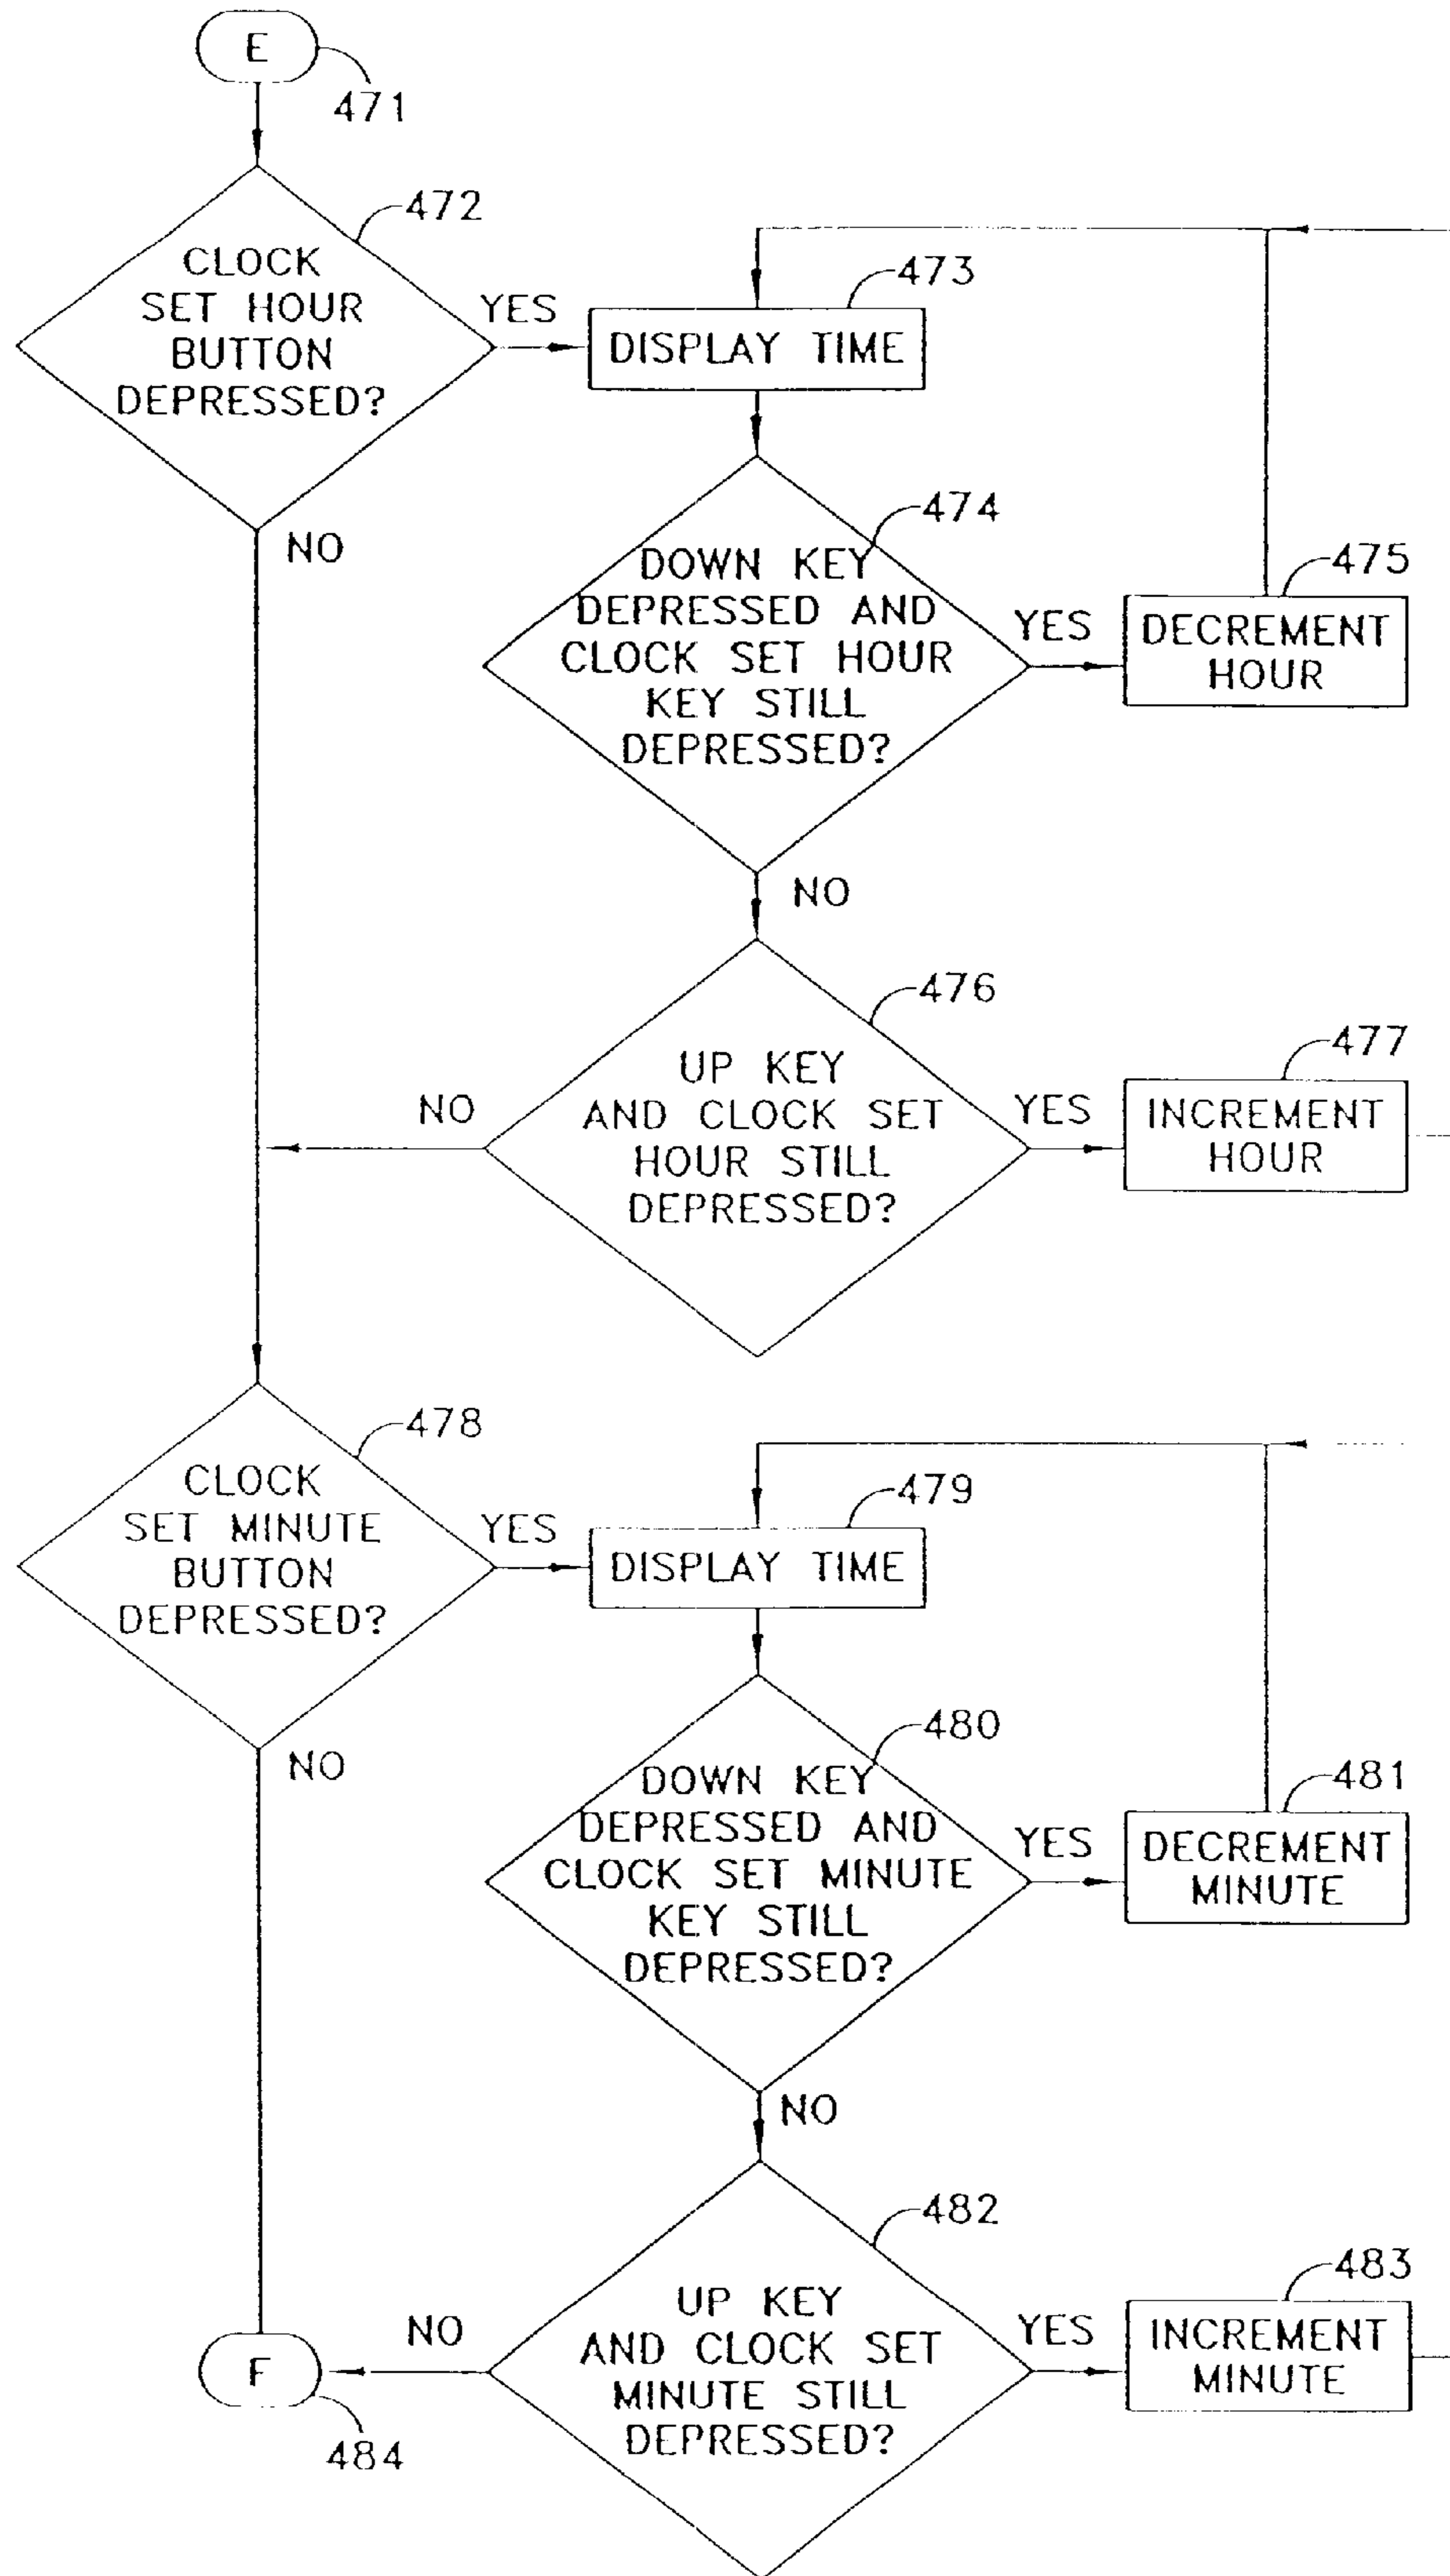 E
471
472
CLOCK
SET HOUR
BUTTON
DEPRESSED?
YES
NO
473
DISPLAY TIME
474
DOWN KEY
DEPRESSED AND
CLOCK SET HOUR
KEY STILL
DEPRESSED?
YES
NO
475
DECREMENT
HOUR
476
UP KEY
AND CLOCK SET
HOUR STILL
DEPRESSED?
NO
YES
477
INCREMENT
HOUR
478
CLOCK
SET MINUTE
BUTTON
DEPRESSED?
YES
NO
479
DISPLAY TIME
480
DOWN KEY
DEPRESSED AND
CLOCK SET MINUTE
KEY STILL
DEPRESSED?
YES
NO
481
DECREMENT
MINUTE
482
UP KEY
AND CLOCK SET
MINUTE STILL
DEPRESSED?
NO
YES
483
INCREMENT
MINUTE
F
484